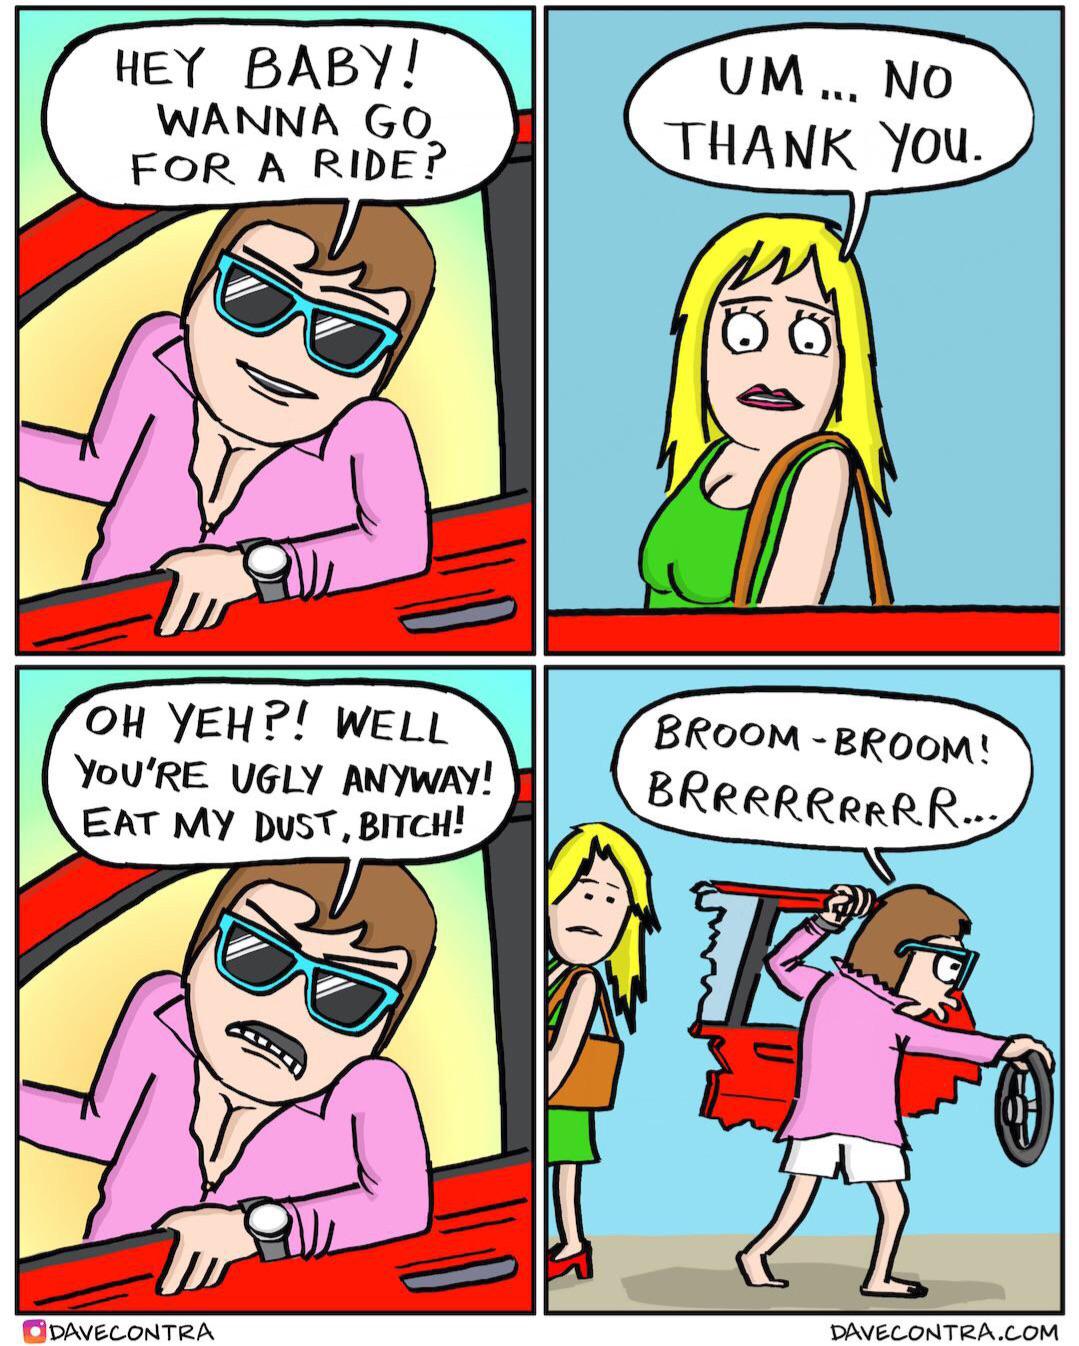 HEY BABY!
WANNA GO
FOR A RIDE?
UM... NO
THANK YOU.
OH YEH?! WELL
YOU'RE UGLY ANYWAY!
EAT MY DUST, BITCH!
BROOM-BROOM!
BRRRRRRRRR...
DAVECONTRA
DAVECONTRA.COM